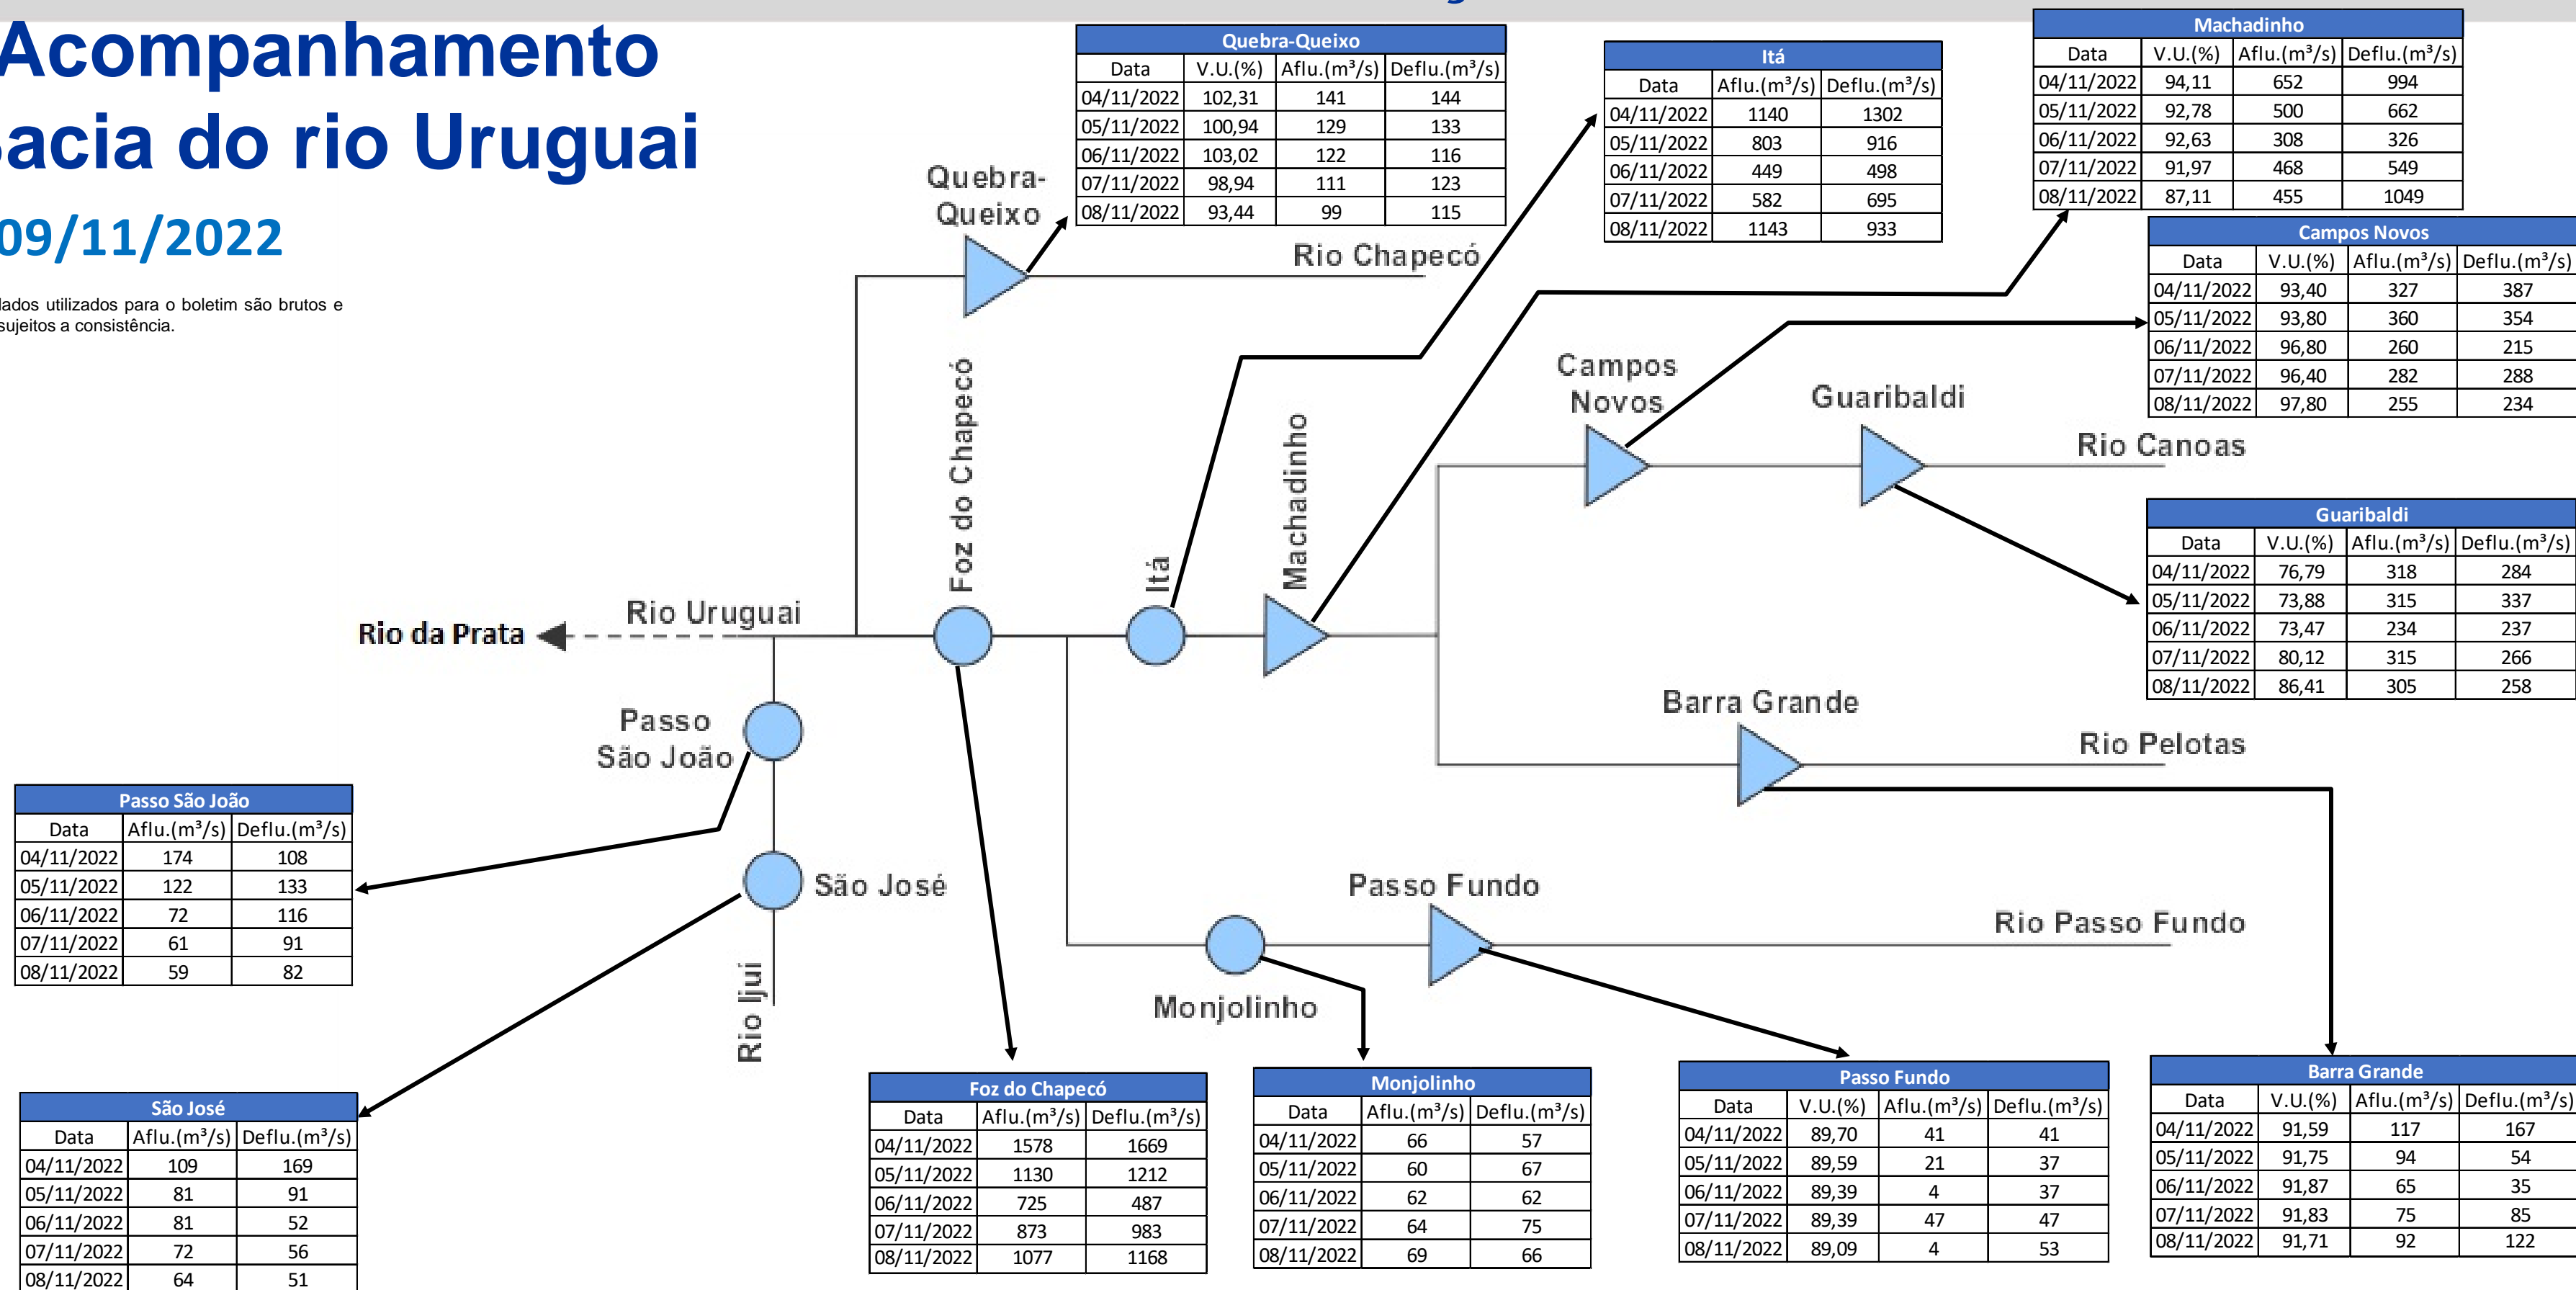 Acompanhamento
Bacia do rio Uruguai
09/11/2022
dados utilizados para o boletim são brutos e
sujeitos a consistência.
Quebra-Queixo
Data V.U.(%) Aflu.(m³/s) Deflu.(m³/s)
04/11/2022 102,31 141 144
05/11/2022 100,94 129 133
06/11/2022 103,02 122 116
07/11/2022 98,94 111 123
08/11/2022 93,44 99 115
Itá
Data Aflu.(m³/s) Deflu.(m³/s)
04/11/2022 1140 1302
05/11/2022 803 916
06/11/2022 449 498
07/11/2022 582 695
08/11/2022 1143 933
Machadinho
Data V.U.(%) Aflu.(m³/s) Deflu.(m³/s)
04/11/2022 94,11 652 994
05/11/2022 92,78 500 662
06/11/2022 92,63 308 326
07/11/2022 91,97 468 549
08/11/2022 87,11 455 1049
Campos Novos
Data V.U.(%) Aflu.(m³/s) Deflu.(m³/s)
04/11/2022 93,40 327 387
05/11/2022 93,80 360 354
06/11/2022 96,80 260 215
07/11/2022 96,40 282 288
08/11/2022 97,80 255 234
Quebra-
Queixo
Rio Chapecó
Foz do Chapecó
Itá
Machadinho
Campos
Novos
Guaribaldi
Rio Canoas
Guaribaldi
Data V.U.(%) Aflu.(m³/s) Deflu.(m³/s)
04/11/2022 76,79 318 284
05/11/2022 73,88 315 337
06/11/2022 73,47 234 237
07/11/2022 80,12 315 266
08/11/2022 86,41 305 258
Rio da Prata
Rio Uruguai
Passo
São João
Barra Grande
Rio Pelotas
São José
Rio Ijuí
Passo Fundo
Rio Passo Fundo
Monjolinho
Passo São João
Data Aflu.(m³/s) Deflu.(m³/s)
04/11/2022 174 108
05/11/2022 122 133
06/11/2022 72 116
07/11/2022 61 91
08/11/2022 59 82
São José
Data Aflu.(m³/s) Deflu.(m³/s)
04/11/2022 109 169
05/11/2022 81 91
06/11/2022 81 52
07/11/2022 72 56
08/11/2022 64 51
Foz do Chapecó
Data Aflu.(m³/s) Deflu.(m³/s)
04/11/2022 1578 1669
05/11/2022 1130 1212
06/11/2022 725 487
07/11/2022 873 983
08/11/2022 1077 1168
Monjolinho
Data Aflu.(m³/s) Deflu.(m³/s)
04/11/2022 66 57
05/11/2022 60 67
06/11/2022 62 62
07/11/2022 64 75
08/11/2022 69 66
Passo Fundo
Data V.U.(%) Aflu.(m³/s) Deflu.(m³/s)
04/11/2022 89,70 41 41
05/11/2022 89,59 21 37
06/11/2022 89,39 4 37
07/11/2022 89,39 47 47
08/11/2022 89,09 4 53
Barra Grande
Data V.U.(%) Aflu.(m³/s) Deflu.(m³/s)
04/11/2022 91,59 117 167
05/11/2022 91,75 94 54
06/11/2022 91,87 65 35
07/11/2022 91,83 75 85
08/11/2022 91,71 92 122